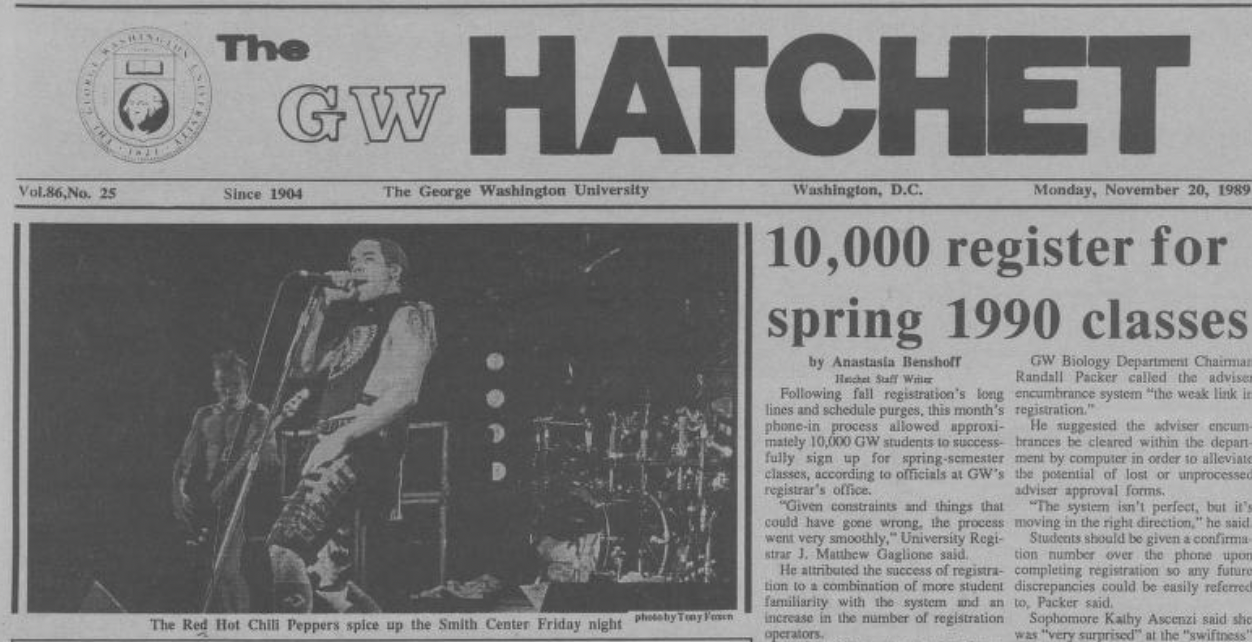 The
GW
HATCHET
THE GEORGE WASHINGTON UNIVERSITY
1821
Vol.86,No. 25 Since 1904 The George Washington University Washington, D.C. Monday, November 20, 1989
The Red Hot Chili Peppers spice up the Smith Center Friday night
photo by Tony Foxen
10,000 register for
spring 1990 classes
by Anastasia Benshoff
Hatchet Staff Writer
Following fall registration's long
lines and schedule purges, this month's
phone-in process allowed approxi-
mately 10,000 GW students to success-
fully sign up for spring-semester
classes, according to officials at GW's
registrar's office.
"Given constraints and things that
could have gone wrong, the process
went very smoothly," University Regi-
strar J. Matthew Gaglione said.
He attributed the success of registra-
tion to a combination of more student
familiarity with the system and an
increase in the number of registration
operators.
GW Biology Department Chairman
Randall Packer called the adviser
encumbrance system "the weak link in
registration."
He suggested the adviser encum-
brances be cleared within the depart-
ment by computer in order to alleviate
the potential of lost or unprocessed
adviser approval forms.
"The system isn't perfect, but it's
moving in the right direction," he said.
Students should be given a confirma-
tion number over the phone upon
completing registration so any future
discrepancies could be easily referred
to, Packer said.
Sophomore Kathy Ascenzi said she
was "very surprised" at the "swiftness